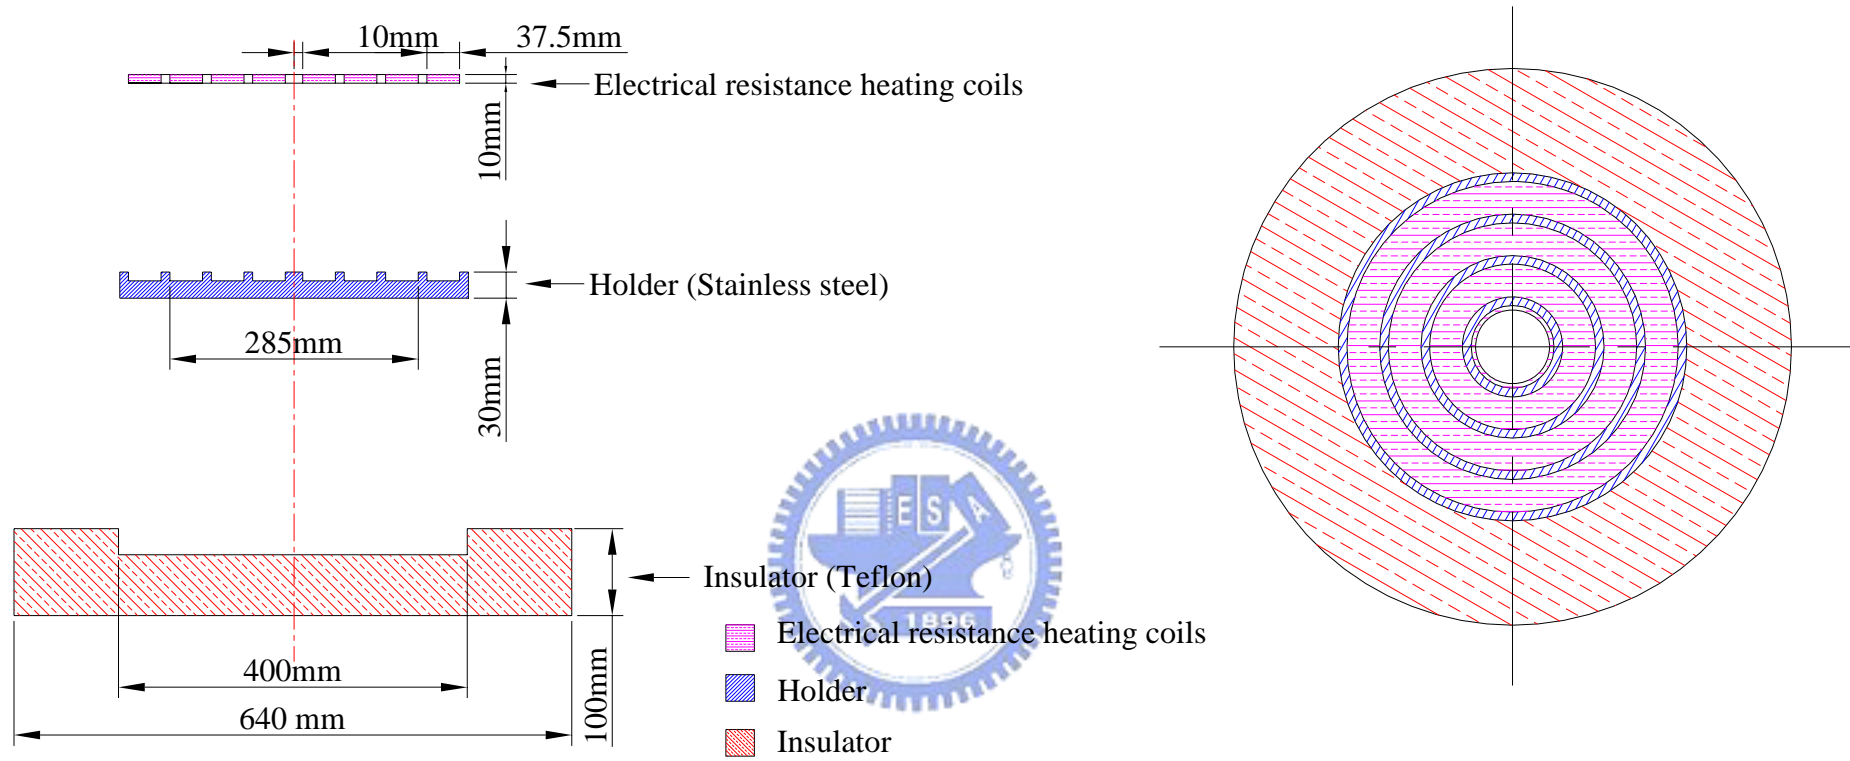 10mm
37.5mm
Electrical resistance heating coils
10mm
Holder (Stainless steel)
285mm
30mm
E S A
Insulator (Teflon)
1896
Electrical resistance heating coils
400mm
Holder
640 mm
100mm
Insulator